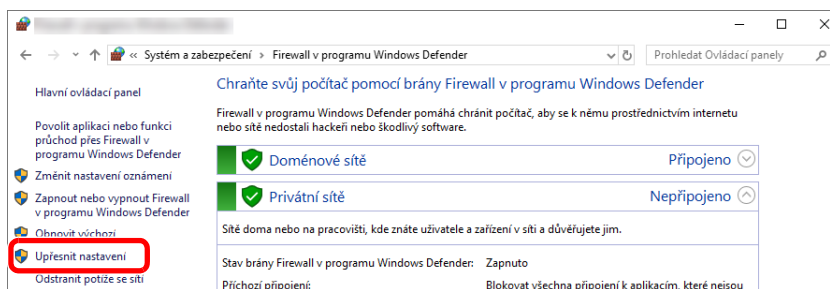 « Systém a zabezpečení › Firewall v programu Windows Defender
Prohledat Ovládací panely
Hlavní ovládací panel
Povolit aplikaci nebo funkci
průchod přes Firewall v
programu Windows Defender
Změnit nastavení oznámení
Zapnout nebo vypnout Firewall
v programu Windows Defender
Obnovit výchozí
Upřesnit nastavení
Odstranit potíže se sítí
Chraňte svůj počítač pomocí brány Firewall v programu Windows Defender
Firewall v programu Windows Defender pomáhá chránit počítač, aby se k němu prostřednictvím internetu
nebo sítě nedostali hackeři nebo škodlivý software.
Doménové sítě Připojeno
Privátní sítě Nepřipojeno
Sítě doma nebo na pracovišti, kde znáte uživatele a zařízení v síti a důvěřujete jim.
Stav brány Firewall v programu Windows Defender: Zapnuto
Příchozí připojení: Blokovat všechna připojení k aplikacím, které nejsou